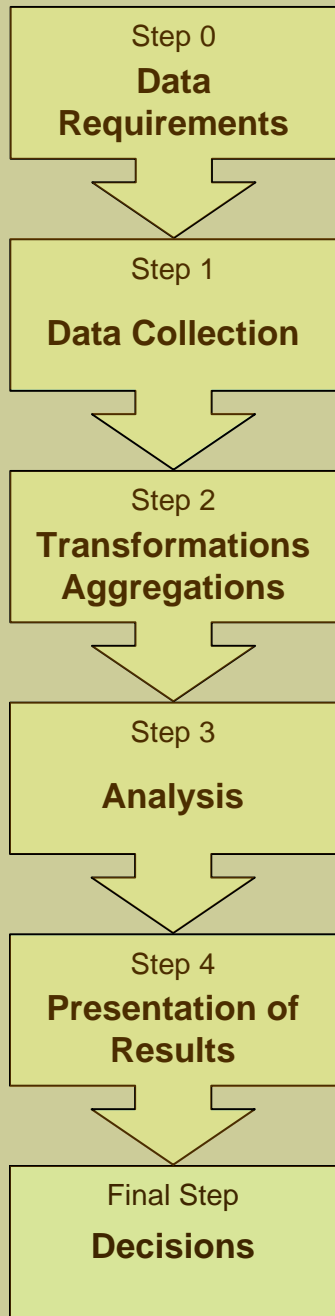 Step 0
Data
Requirements
Step 1
Data Collection
Step 2
Transformations
Aggregations
Step 3
Analysis
Step 4
Presentation of
Results
Final Step
Decisions